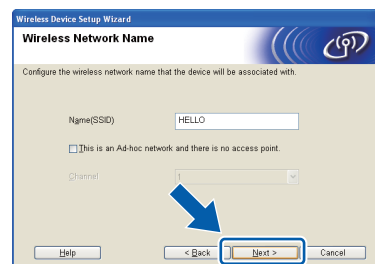 Wireless Device Setup Wizard
Wireless Network Name
Configure the wireless network name that the device will be associated with.
Name(SSID) HELLO
This is an Ad-hoc network and there is no access point.
Channel 1
Help < Back Next > Cancel